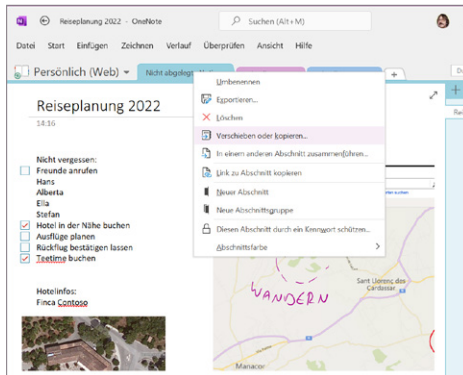 Reiseplanung 2022 - OneNote
Suchen (Alt+M)
Datei Start Einfügen Zeichnen Verlauf Überprüfen Ansicht Hilfe
Persönlich (Web)
Nicht
Umbenennen
Exportieren...
Löschen
Verschieben oder kopieren...
In einem anderen Abschnitt zusammenführen...
Link zu Abschnitt kopieren
Neuer Abschnitt
Neue Abschnittsgruppe
Diesen Abschnitt durch ein Kennwort schützen...
Abschnittsfarbe
Reiseplanung 2022
14:16
Nicht vergessen:
Freunde anrufen
Hans
Alberta
Ella
Stefan
Hotel in der Nähe buchen
Ausflüge planen
Rückflug bestätigen lassen
Teetime buchen
Hotelinfos:
Finca Contoso
WANDERN
Sant Llorenç des
Cardassar
Manacor